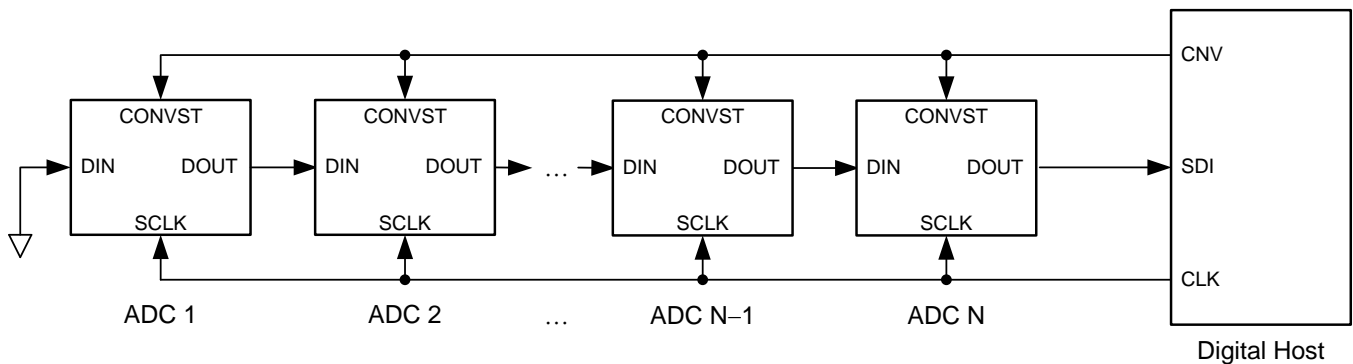 CNV
CONVST CONVST CONVST CONVST
DIN DOUT DIN DOUT ... DIN DOUT DIN DOUT SDI
SCLK SCLK SCLK SCLK
CLK
ADC 1 ADC 2 ... ADC N−1 ADC N
Digital Host